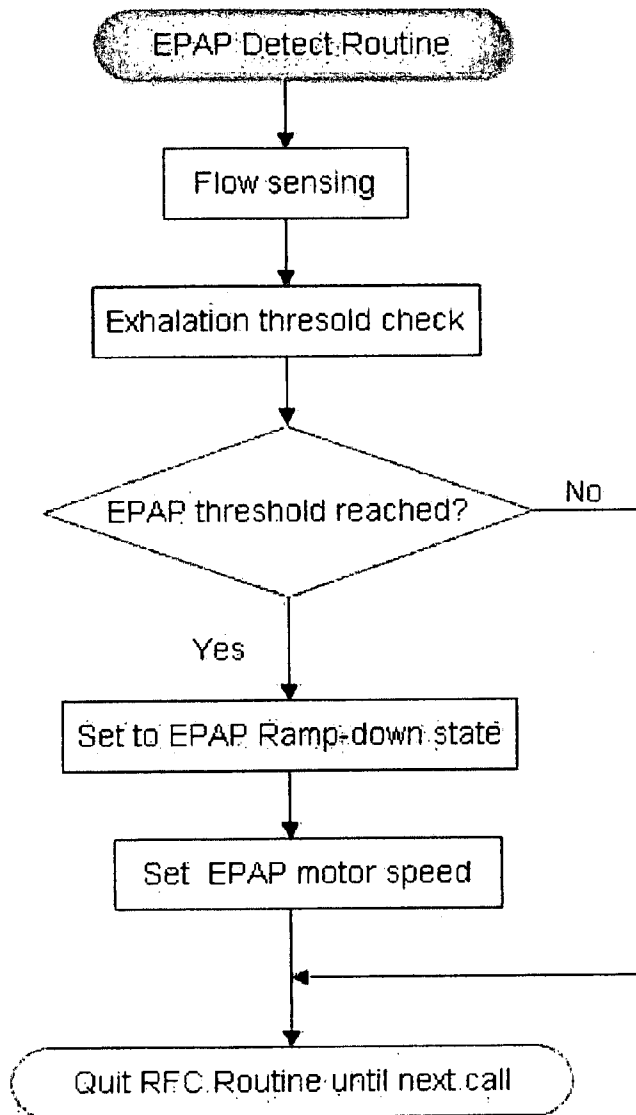 EPAP Detect Routine
Flow sensing
Exhalation thresold check
EPAP threshold reached?
No
Yes
Set to EPAP Ramp-down state
Set EPAP motor speed
Quit RFC Routine until next call